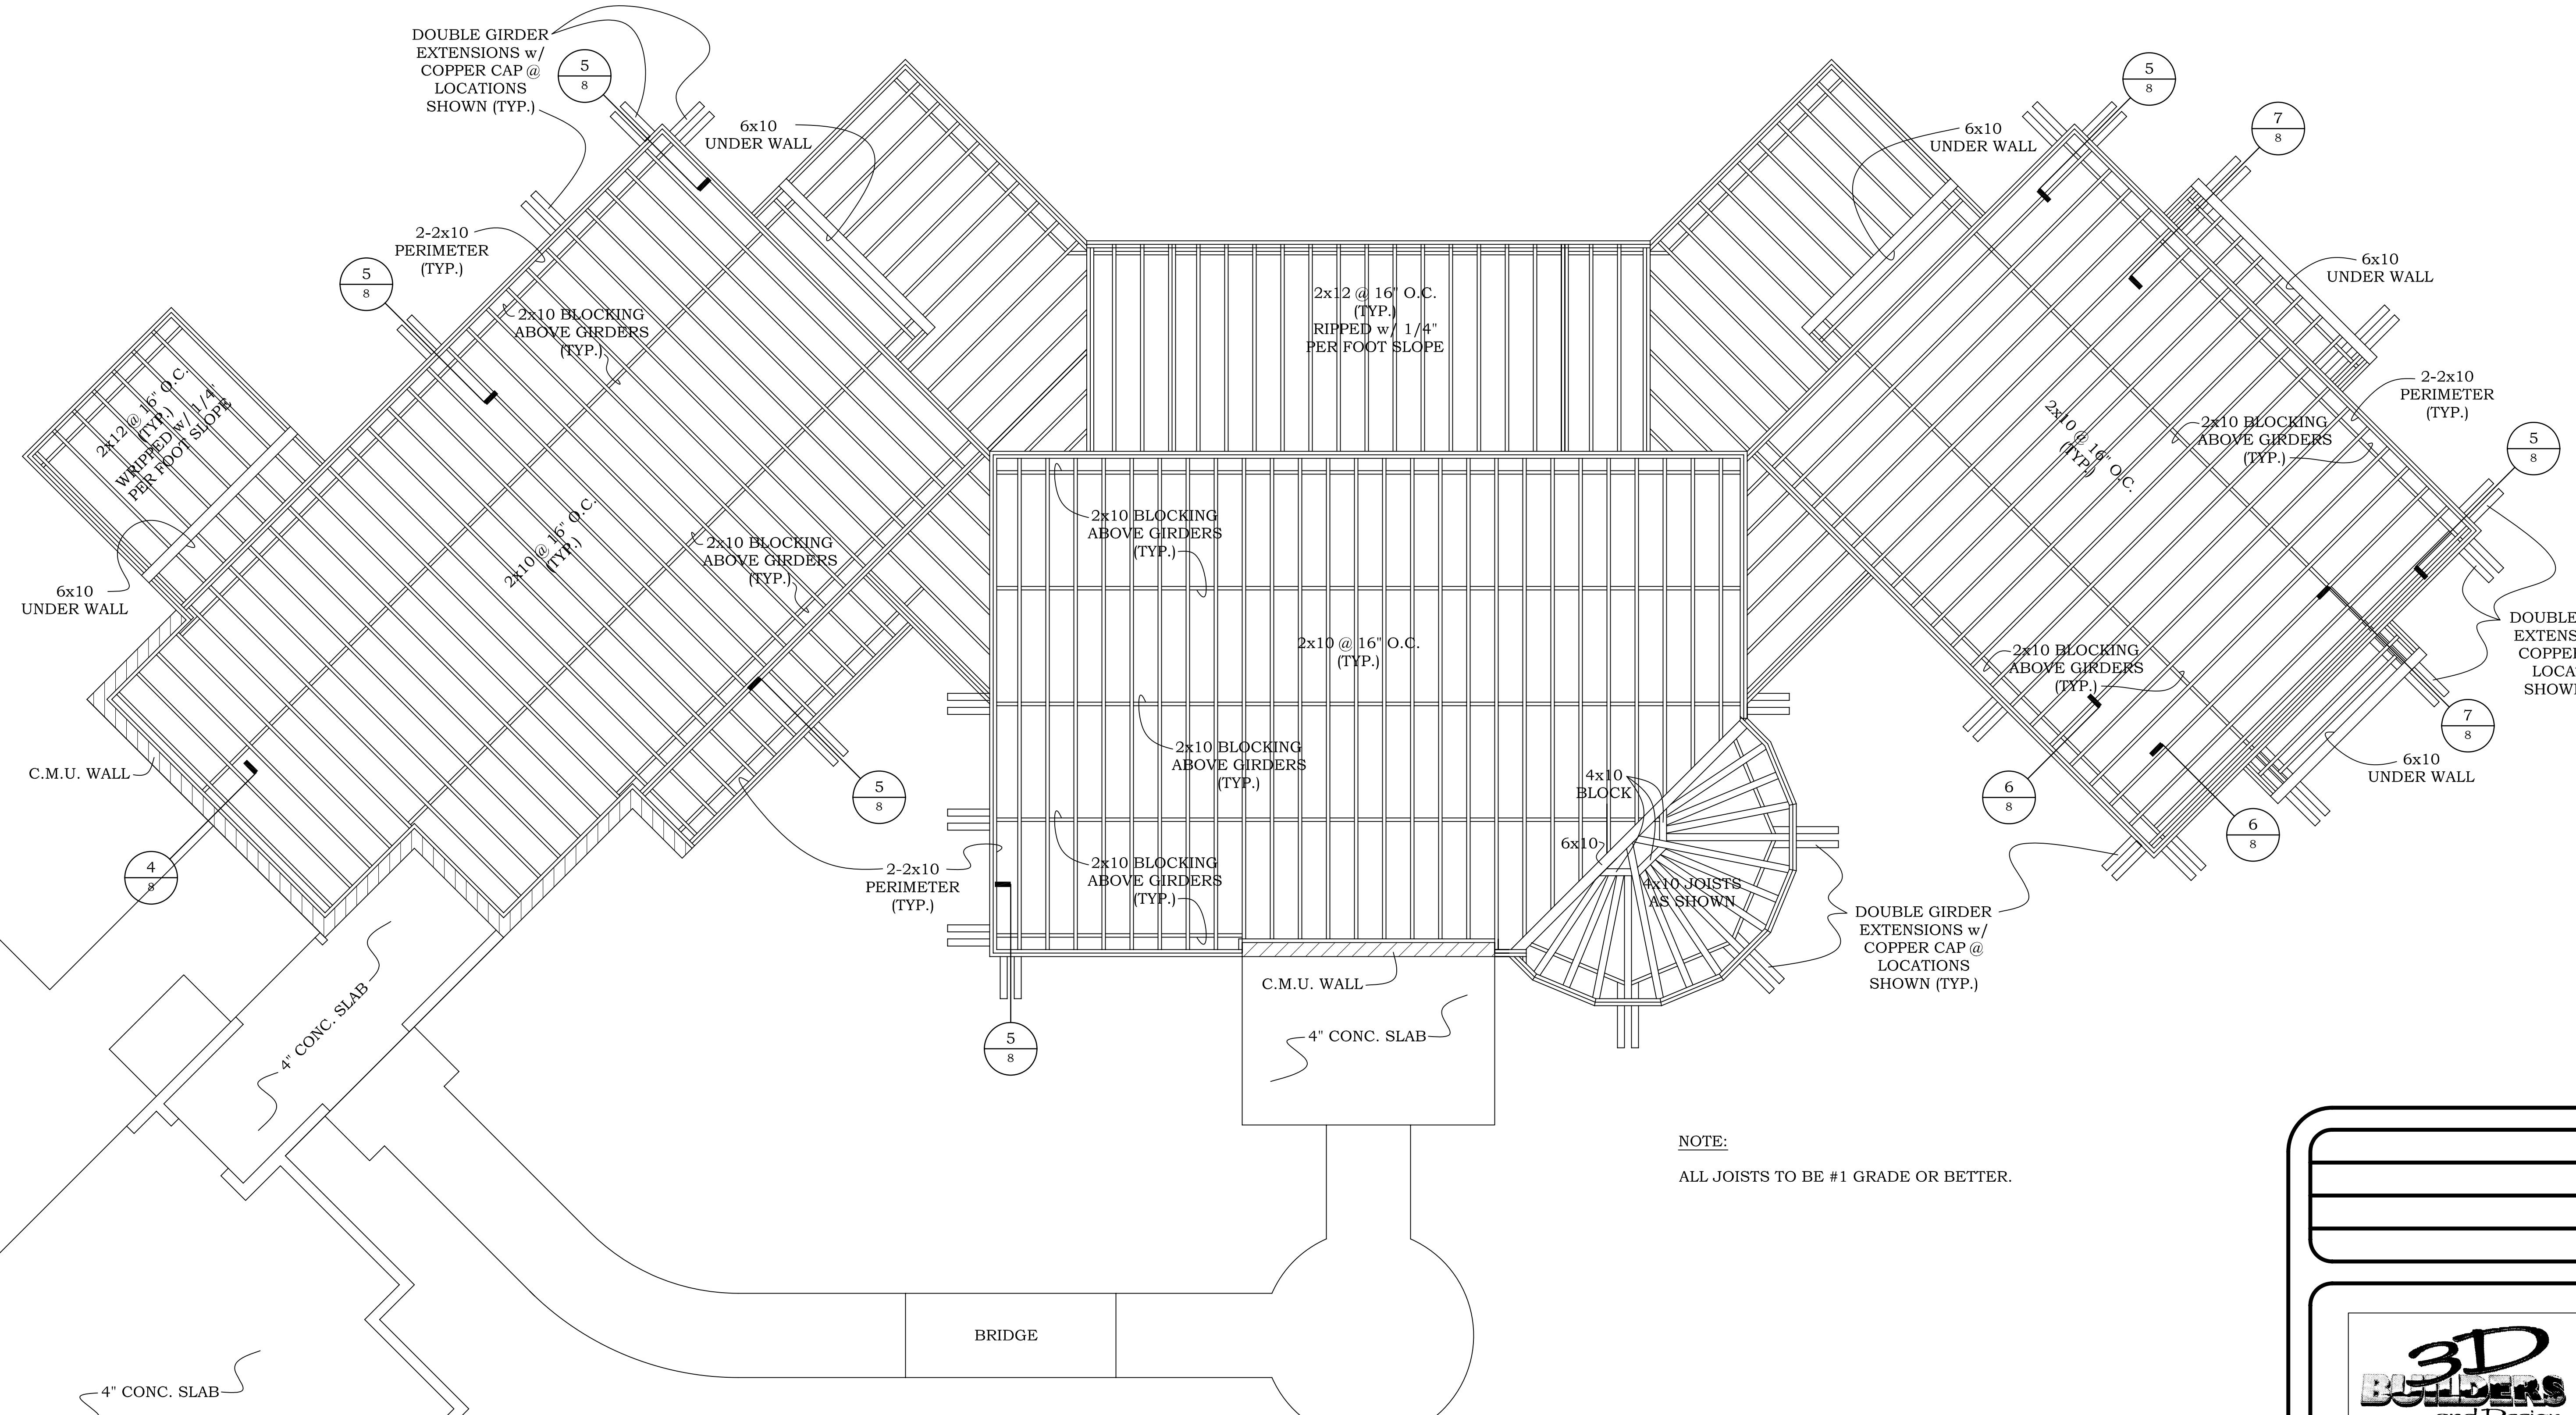 DOUBLE GIRDER
EXTENSIONS w/
COPPER CAP @
LOCATIONS
SHOWN (TYP.)
5
8
6x10
UNDER WALL
6x10
UNDER WALL
5
8
7
8
2-2x10
PERIMETER
(TYP.)
5
8
2x10 BLOCKING
ABOVE GIRDERS
(TYP.)
2x12 @ 16" O.C.
(TYP.)
RIPPED w/ 1/4"
PER FOOT SLOPE
6x10
UNDER WALL
2x12 @ 16" O.C.
(TYP.)
WRIPPED w/ 1/4"
PER FOOT SLOPE
2-2x10
PERIMETER
(TYP.)
2x10 @ 16" O.C.
(TYP.)
2x10 BLOCKING
ABOVE GIRDERS
(TYP.)
5
8
2x10 @ 16" O.C.
(TYP.)
2x10 BLOCKING
ABOVE GIRDERS
(TYP.)
2x10 BLOCKING
ABOVE GIRDERS
(TYP.)
6x10
UNDER WALL
2x10 @ 16" O.C.
(TYP.)
2x10 BLOCKING
ABOVE GIRDERS
(TYP.)
DOUBLE
EXTENS
COPPER
LOCA
SHOW
7
8
C.M.U. WALL
2x10 BLOCKING
ABOVE GIRDERS
(TYP.)
4x10
BLOCK
6x10
UNDER WALL
5
8
6
8
6
8
4
8
2-2x10
PERIMETER
(TYP.)
2x10 BLOCKING
ABOVE GIRDERS
(TYP.)
6x10
4x10 JOISTS
AS SHOWN
DOUBLE GIRDER
EXTENSIONS w/
COPPER CAP @
LOCATIONS
SHOWN (TYP.)
4" CONC. SLAB
C.M.U. WALL
5
8
4" CONC. SLAB
NOTE:
ALL JOISTS TO BE #1 GRADE OR BETTER.
BRIDGE
4" CONC. SLAB
3D
BUILDERS